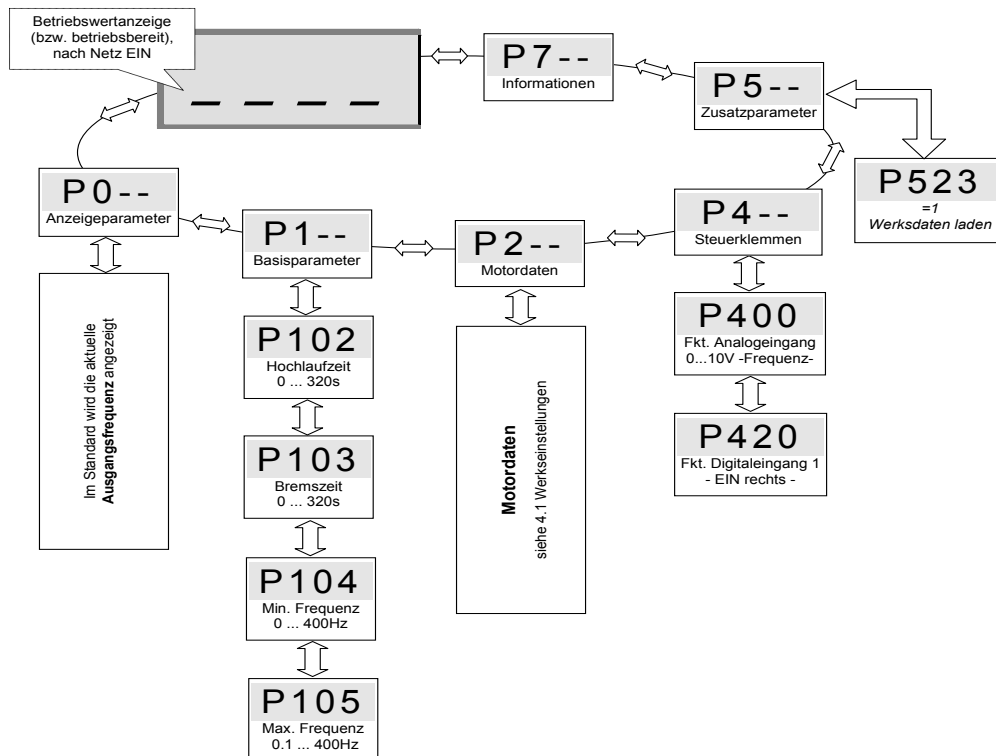 Betriebswertanzeige
(bzw. betriebsbereit),
nach Netz EIN
_ _ _ _
P7--
Informationen
P5--
Zusatzparameter
P523
=1
Werksdaten laden
P0--
Anzeigeparameter
Im Standard wird die aktuelle
Ausgangsfrequenz angezeigt
P1--
Basisparameter
P102
Hochlaufzeit
0 ... 320s
P103
Bremszeit
0 ... 320s
P104
Min. Frequenz
0 ... 400Hz
P105
Max. Frequenz
0.1 ... 400Hz
P2--
Motordaten
Motordaten
siehe 4.1 Werkseinstellungen
P4--
Steuerklemmen
P400
Fkt. Analogeingang
0...10V -Frequenz-
P420
Fkt. Digitaleingang 1
- EIN rechts -